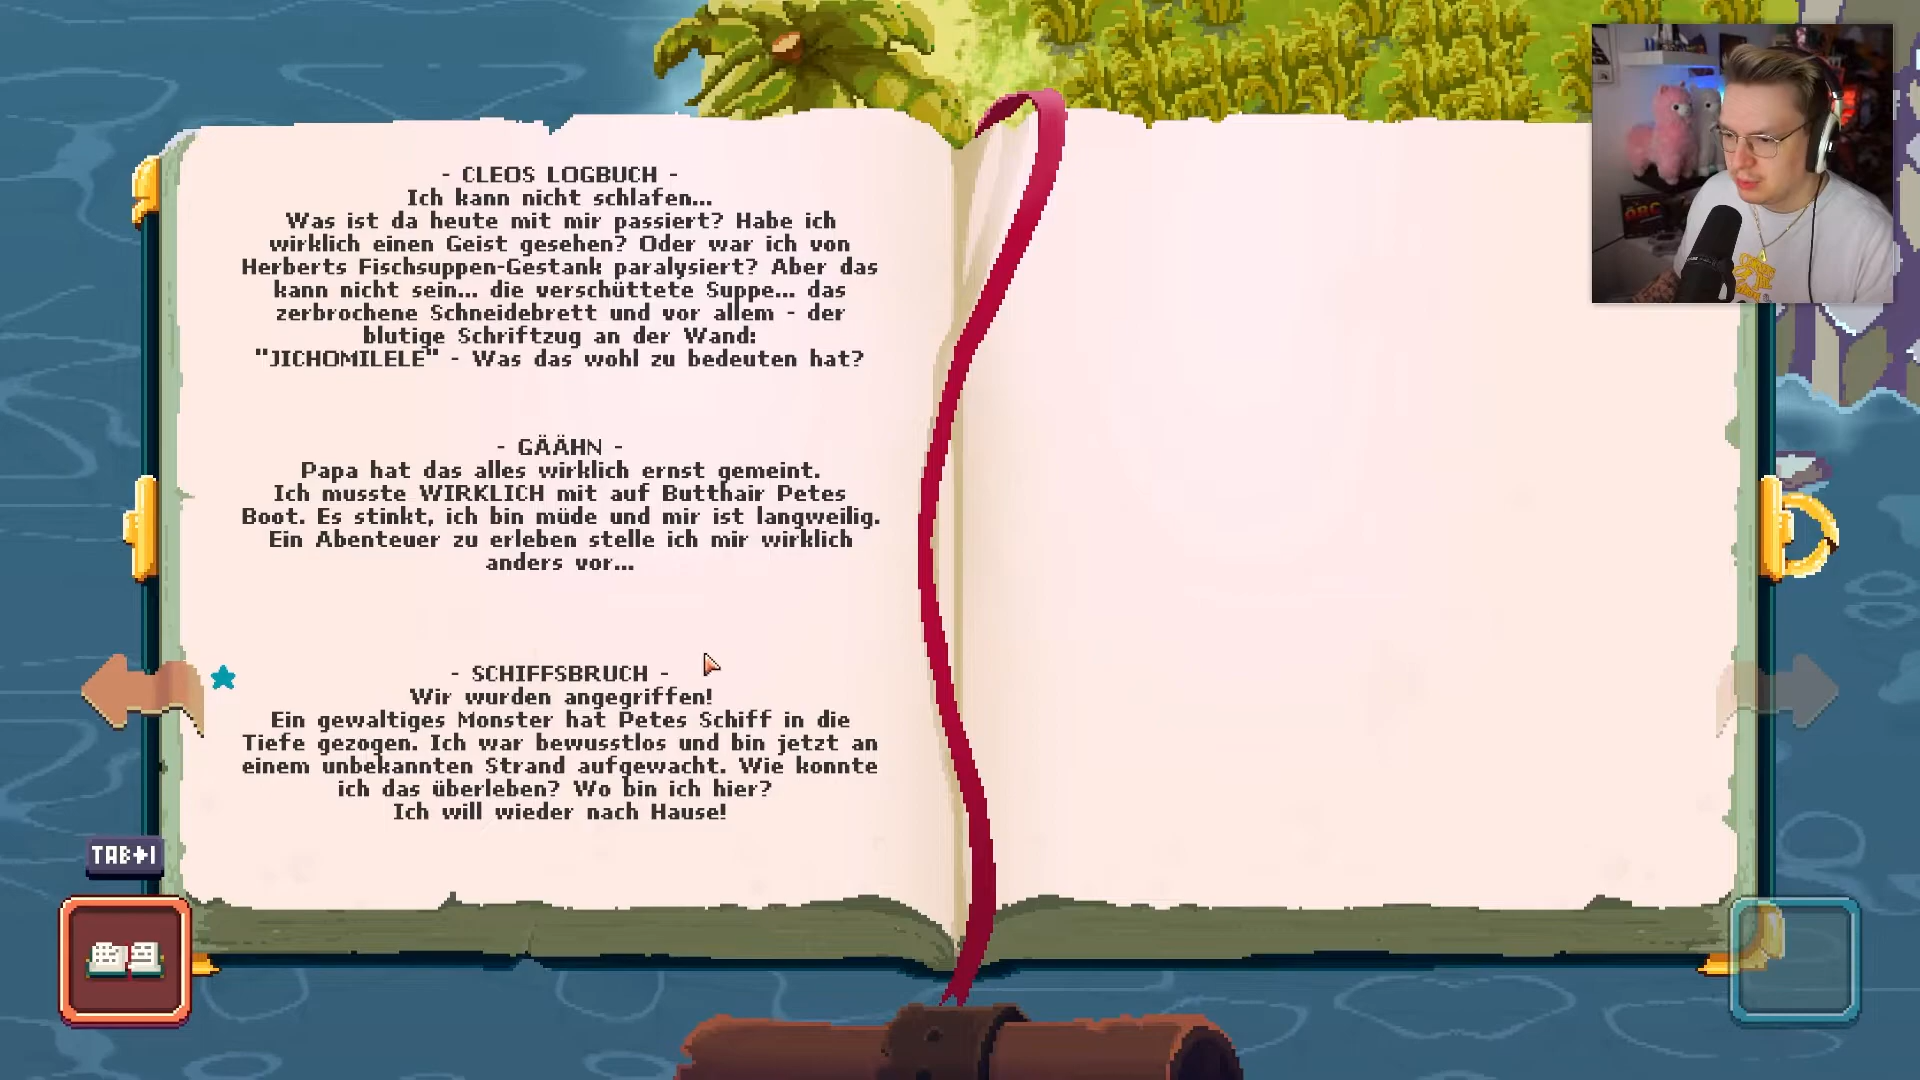 - CLEOS LOGBUCH -
Ich kann nicht schlafen...
Was ist da heute mit mir passiert? Habe ich
wirklich einen Geist gesehen? Oder war ich von
Herberts Fischsuppen-Gestank paralysiert? Aber das
kann nicht sein... die verschüttete Suppe... das
zerbrochene Schneidebrett und vor allem - der
blutige Schriftzug an der Wand:
"JICHOMILELE" - Was das wohl zu bedeuten hat?
- GÄÄHN -
Papa hat das alles wirklich ernst gemeint.
Ich musste WIRKLICH mit auf Butthair Petes
Boot. Es stinkt, ich bin müde und mir ist langweilig.
Ein Abenteuer zu erleben stelle ich mir wirklich
anders vor...
- SCHIFFSBRUCH -
Wir wurden angegriffen!
Ein gewaltiges Monster hat Petes Schiff in die
Tiefe gezogen. Ich war bewusstlos und bin jetzt an
einem unbekannten Strand aufgewacht. Wie konnte
ich das überleben? Wo bin ich hier?
Ich will wieder nach Hause!